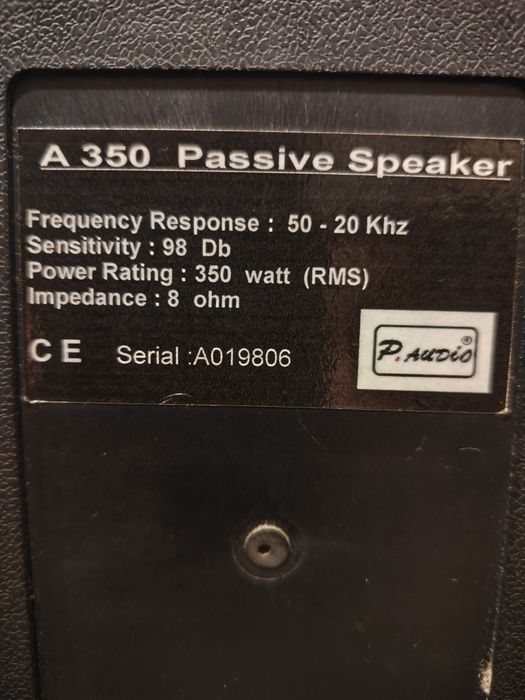 A 350 Passive Speaker
Frequency Response : 50 - 20 Khz
Sensitivity : 98 Db
Power Rating : 350 watt (RMS)
Impedance : 8 ohm
CE Serial :A019806
P. AUDIO ®